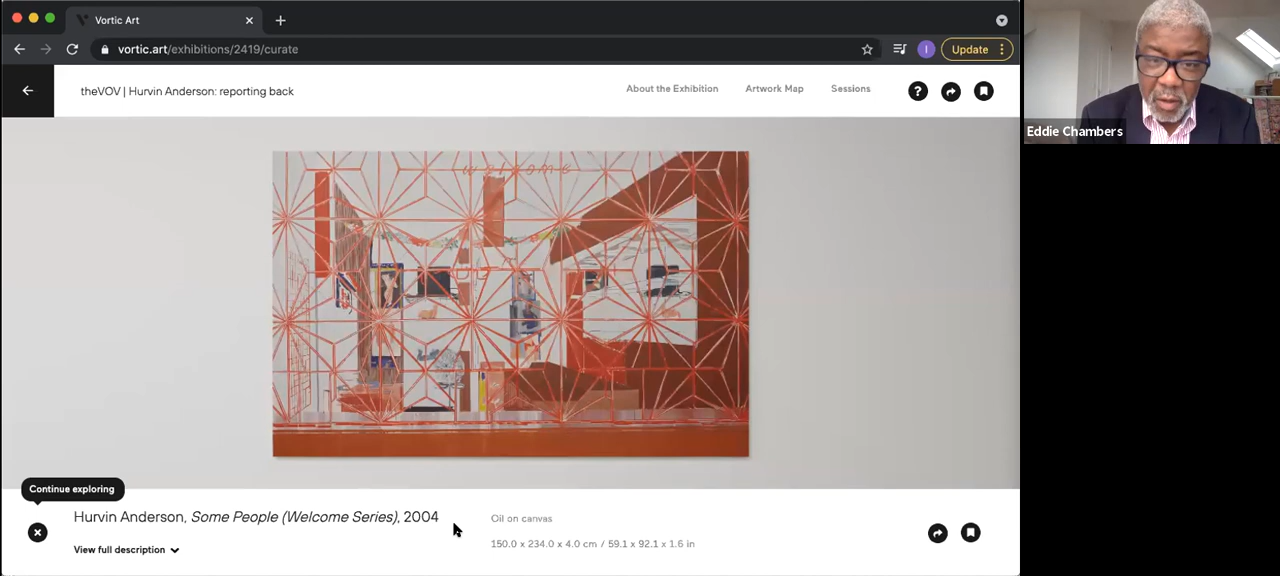 Vortic Art
vortic.art/exhibitions/2419/curate
Update
theVOV | Hurvin Anderson: reporting back
About the Exhibition
Artwork Map
Sessions
?
Eddie Chambers
welcome
Continue exploring
Hurvin Anderson, Some People (Welcome Series), 2004
Oil on canvas
View full description
150.0 x 234.0 x 4.0 cm / 59.1 x 92.1 x 1.6 in